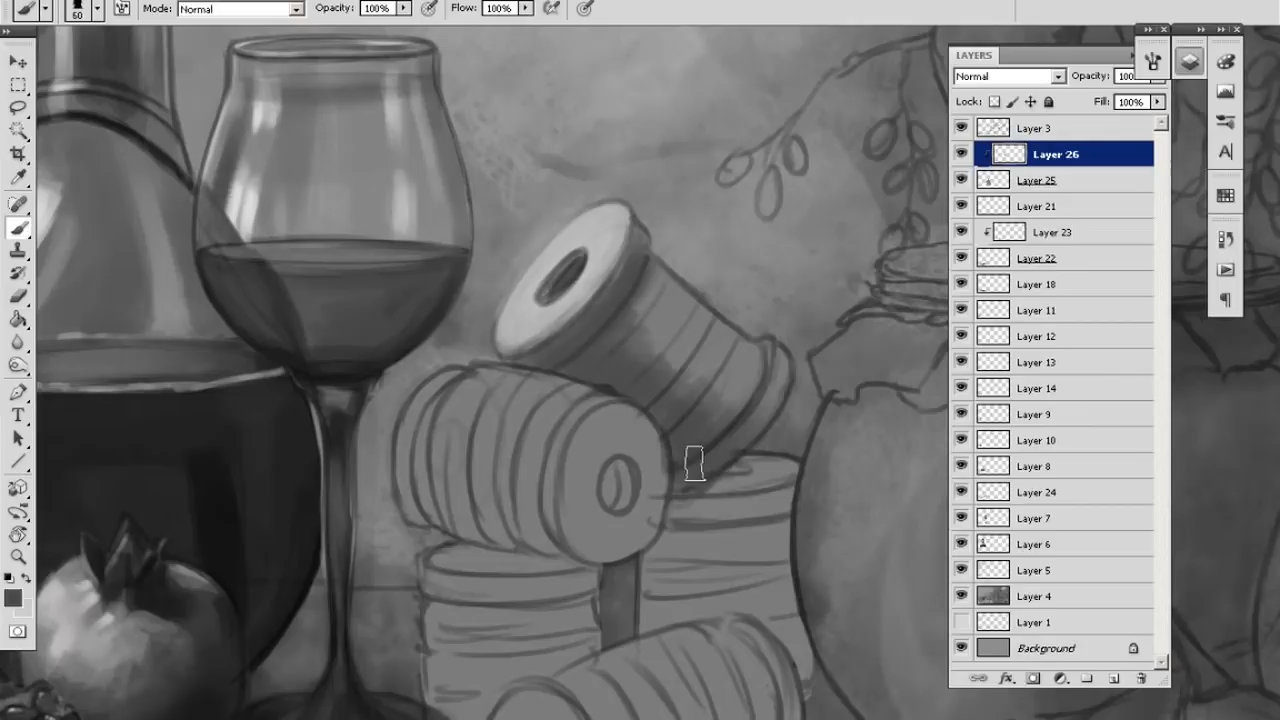 50
Mode: Normal
Opacity: 100%
Flow: 100%
LAYERS
Normal
Opacity: 100
Lock:
Fill: 100%
Layer 3
Layer 26
Layer 25
Layer 21
Layer 23
Layer 22
Layer 18
Layer 11
Layer 12
Layer 13
Layer 14
Layer 9
Layer 10
Layer 8
Layer 24
Layer 7
Layer 6
Layer 5
Layer 4
Layer 1
Background